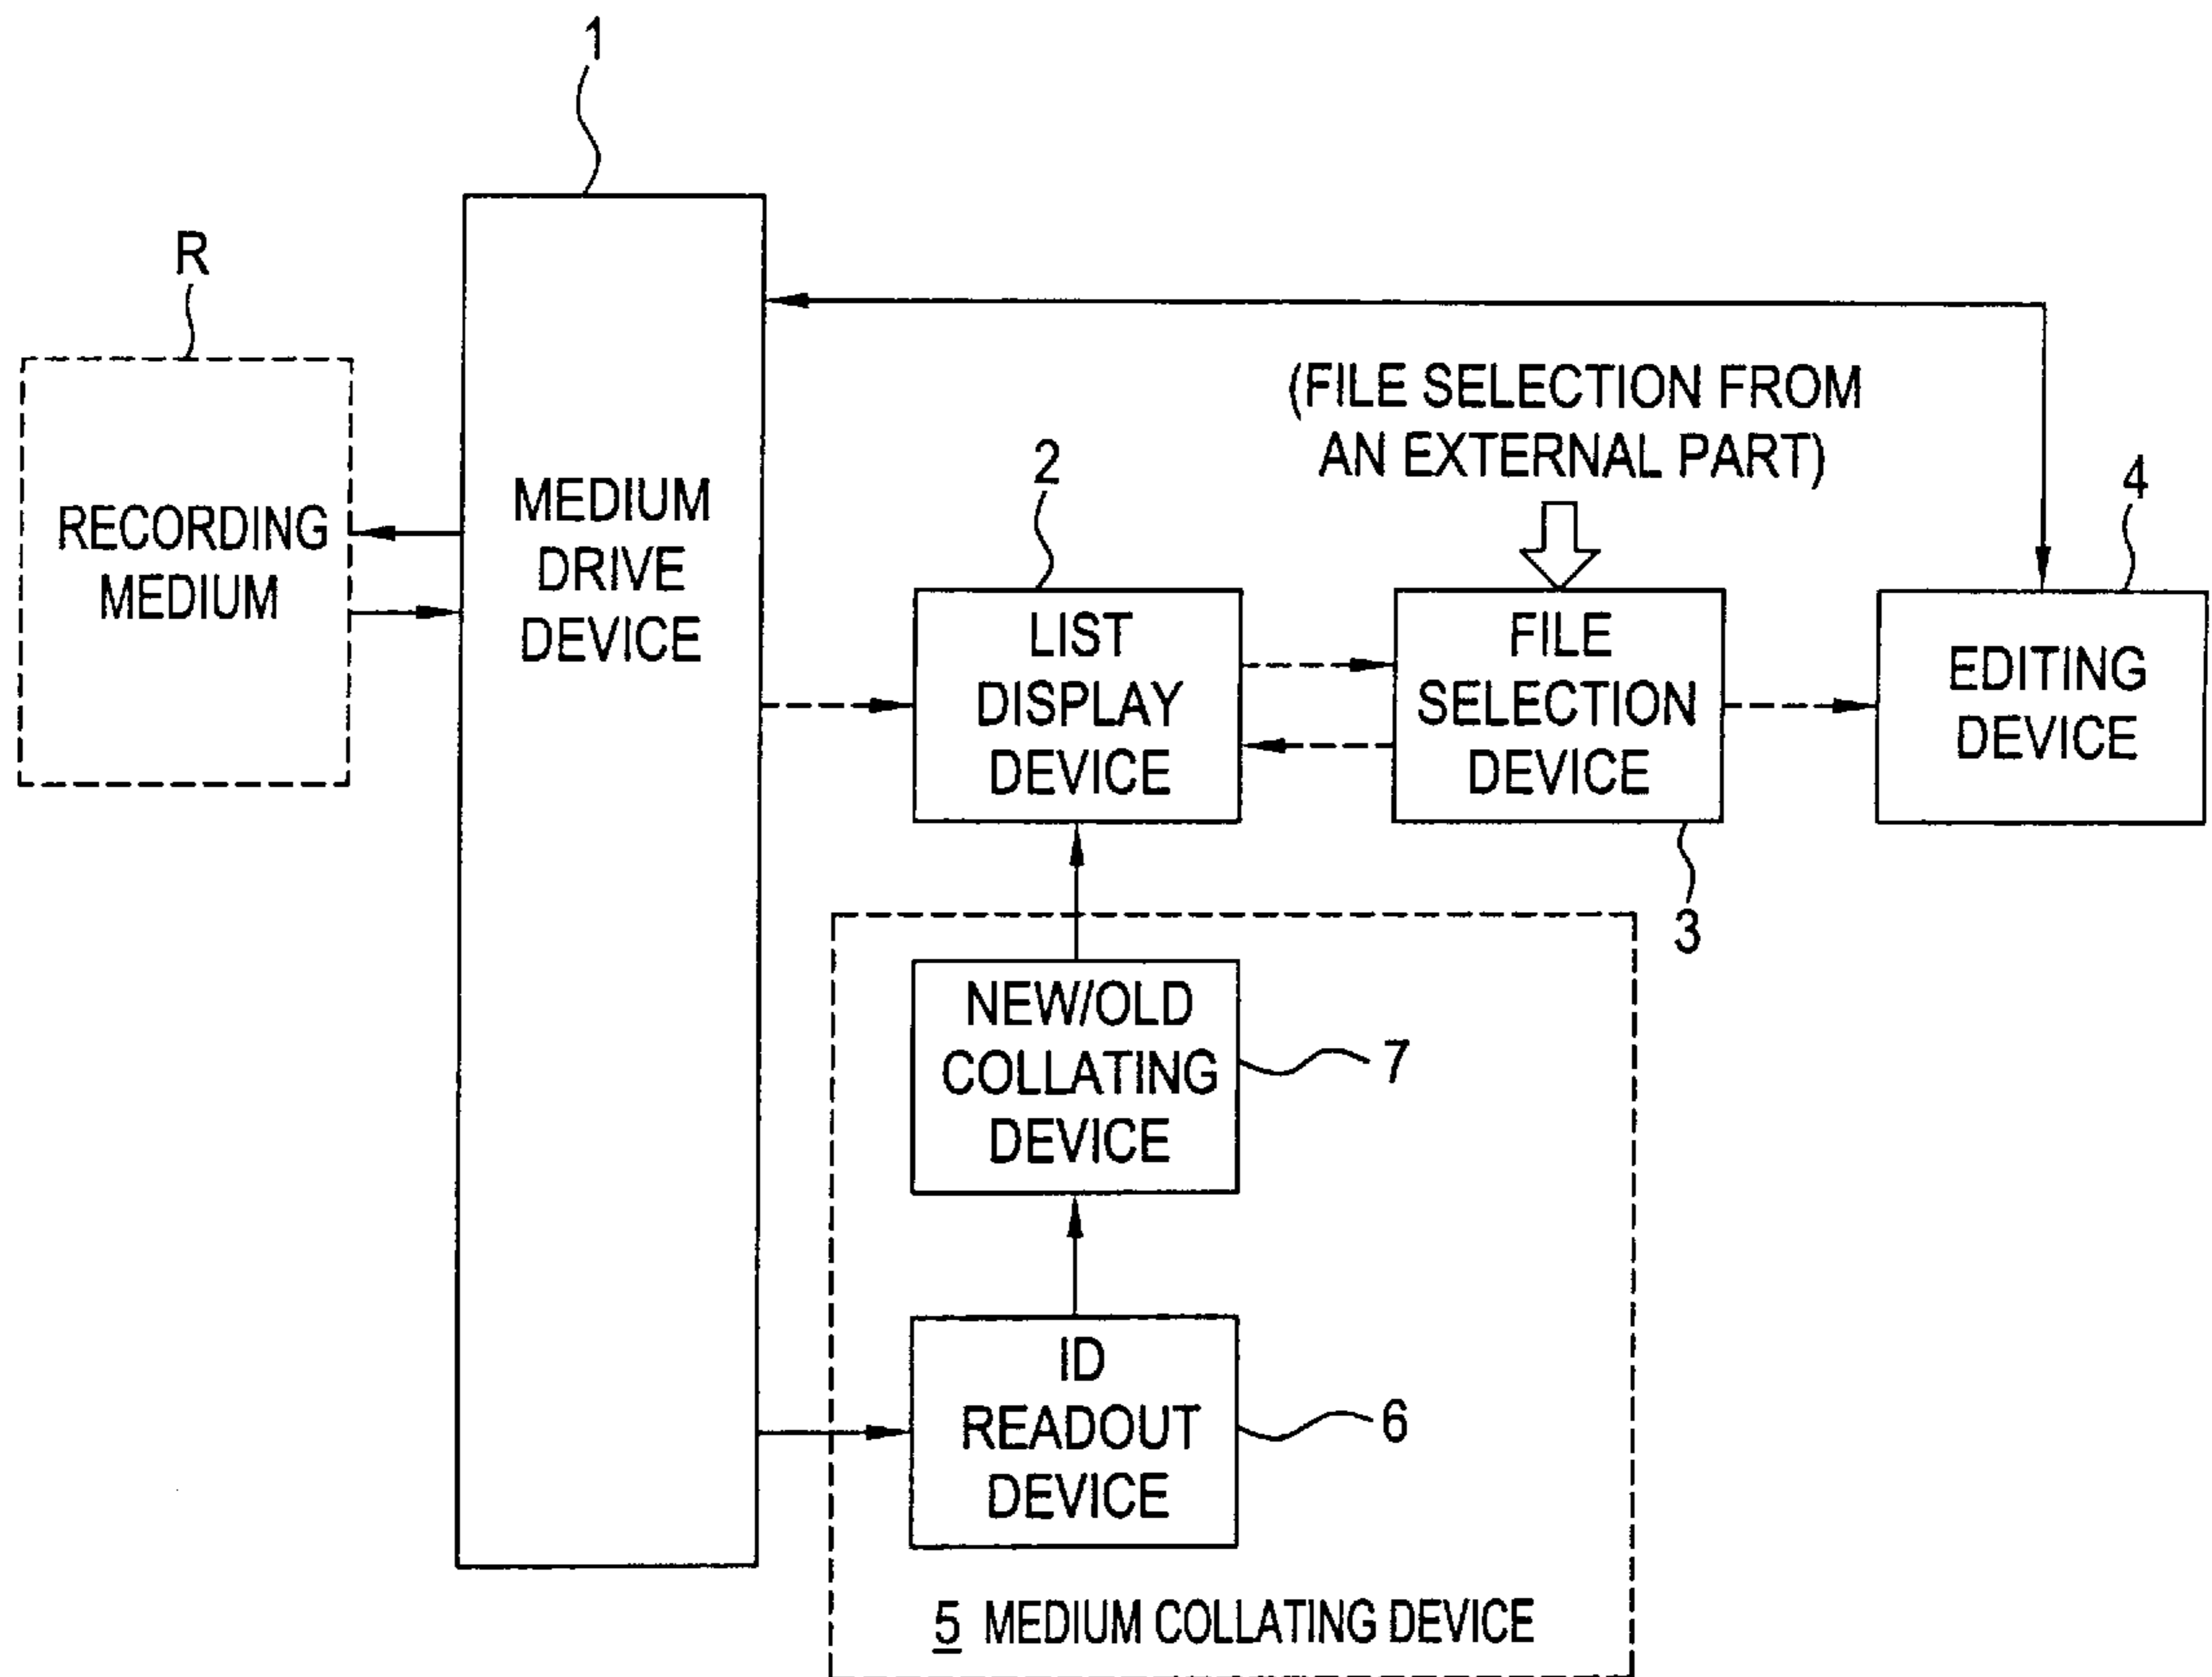 1
R
RECORDING
MEDIUM
MEDIUM
DRIVE
DEVICE
(FILE SELECTION FROM
AN EXTERNAL PART)
2
LIST
DISPLAY
DEVICE
FILE
SELECTION
DEVICE
3
4
EDITING
DEVICE
NEW/OLD
COLLATING
DEVICE
7
ID
READOUT
DEVICE
6
5 MEDIUM COLLATING DEVICE